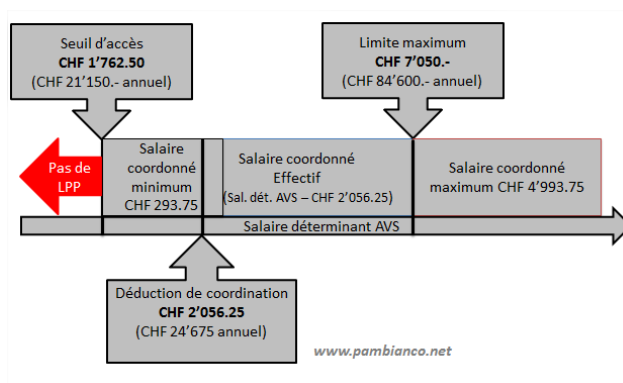 Seuil d'accès
CHF 1'762.50
(CHF 21'150.- annuel)
Limite maximum
CHF 7'050.-
(CHF 84'600.- annuel)
Pas de
LPP
Salaire
coordonné
minimum
CHF 293.75
Salaire coordonné
Effectif
(Sal. dét. AVS – CHF 2'056.25)
Salaire coordonné
maximum CHF 4'993.75
Salaire déterminant AVS
Déduction de coordination
CHF 2'056.25
(CHF 24'675 annuel)
www.pambianco.net